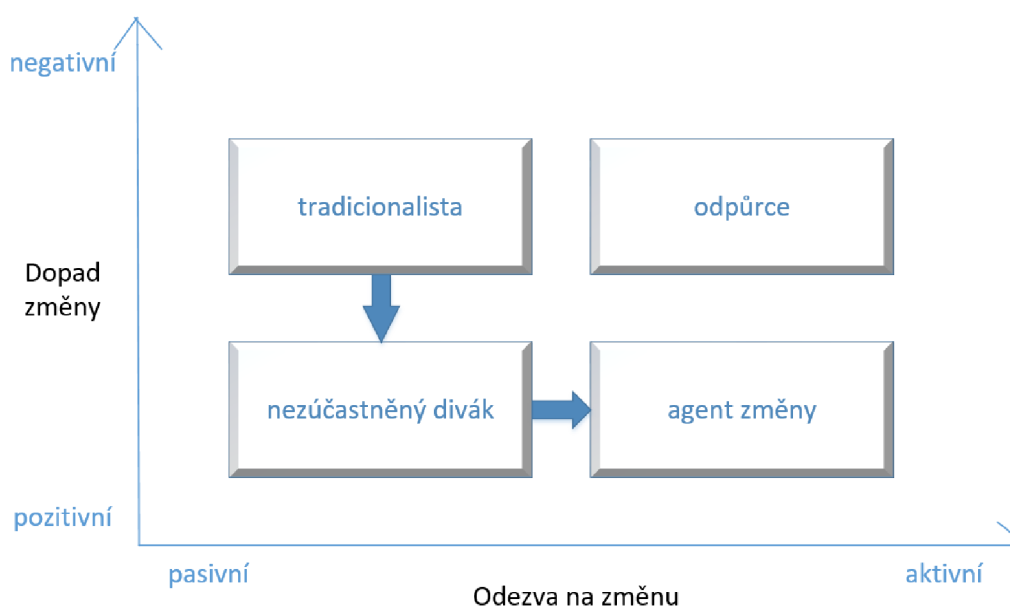 negativní
tradicionalista
odpůrce
Dopad
změny
nezúčastněný divák
agent změny
pozitivní
pasivní
aktivní
Odezva na změnu